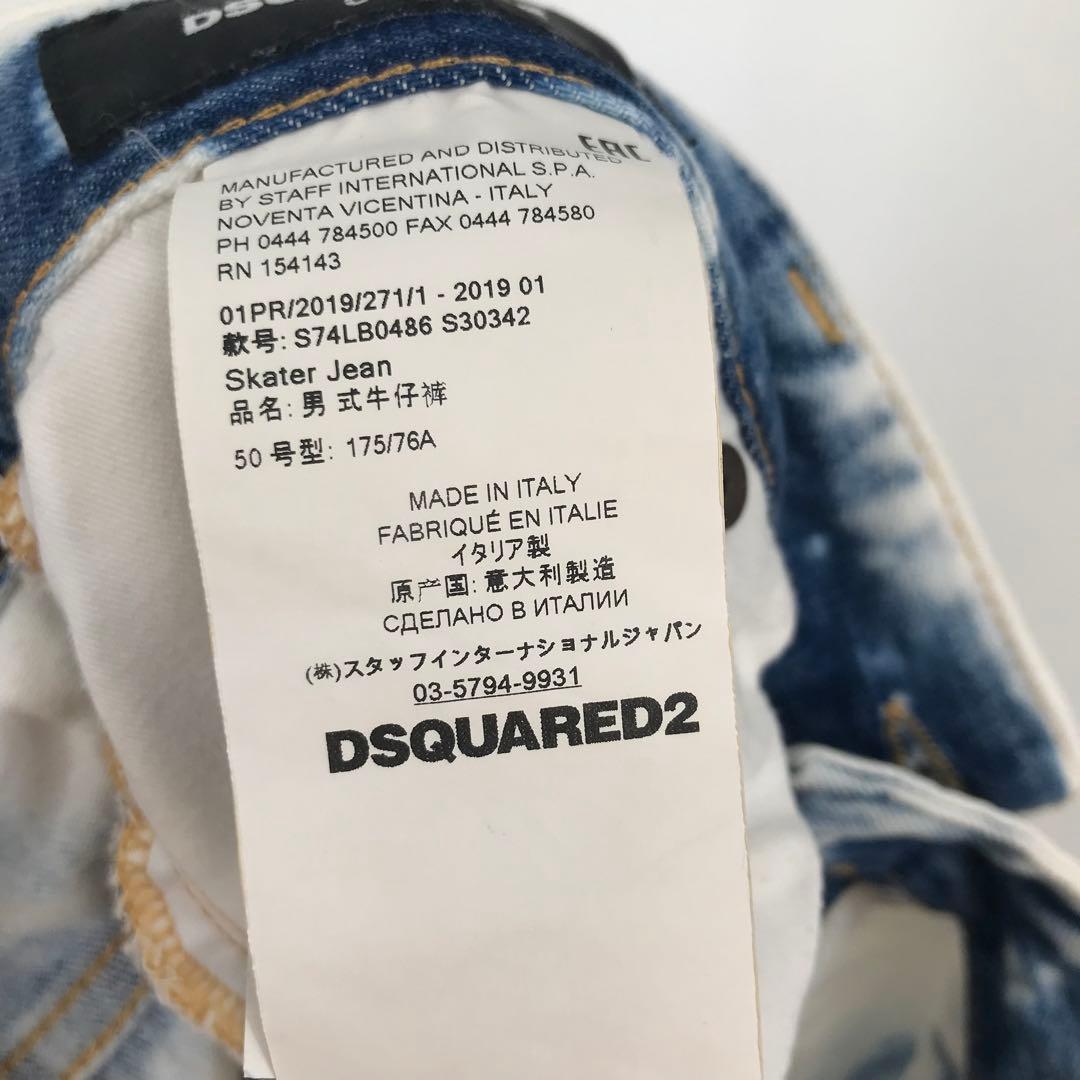 MANUFACTURED AND DISTRIBUTED EAC
BY STAFF INTERNATIONAL S.P.A.
NOVENTA VICENTINA - ITALY
PH 0444 784500 FAX 0444 784580
RN 154143
01PR/2019/271/1 - 2019 01
款号: S74LB0486 S30342
Skater Jean
品名: 男 式牛仔裤
50 号型: 175/76A
MADE IN ITALY
FABRIQUÉ EN ITALIE
イタリア製
原产国: 意大利製造
СДЕЛАНО В ИТАЛИИ
(株)スタッフインターナショナルジャパン
03-5794-9931
DSQUARED2